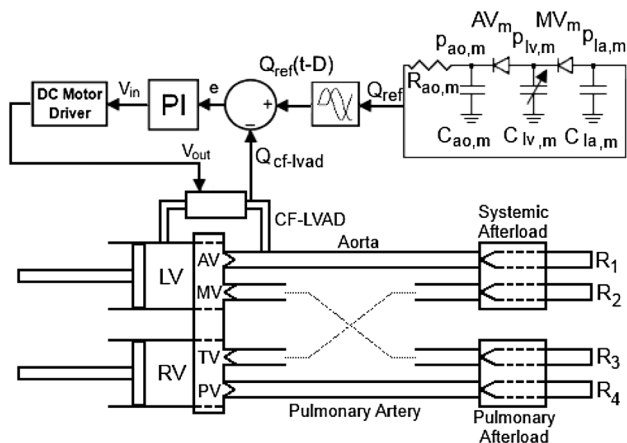 AVm MVm
pao,m plv,m pla,m
Qref(t-D)
Rao,m
DC Motor
Driver
Vin
PI
e
+
−
Qref
Cao,m Clv,m Cla,m
Vout
Qcf-lvad
CF-LVAD
Systemic
Afterload
Aorta
LV
AV
R1
MV
R2
RV
TV
R3
PV
R4
Pulmonary Artery
Pulmonary
Afterload